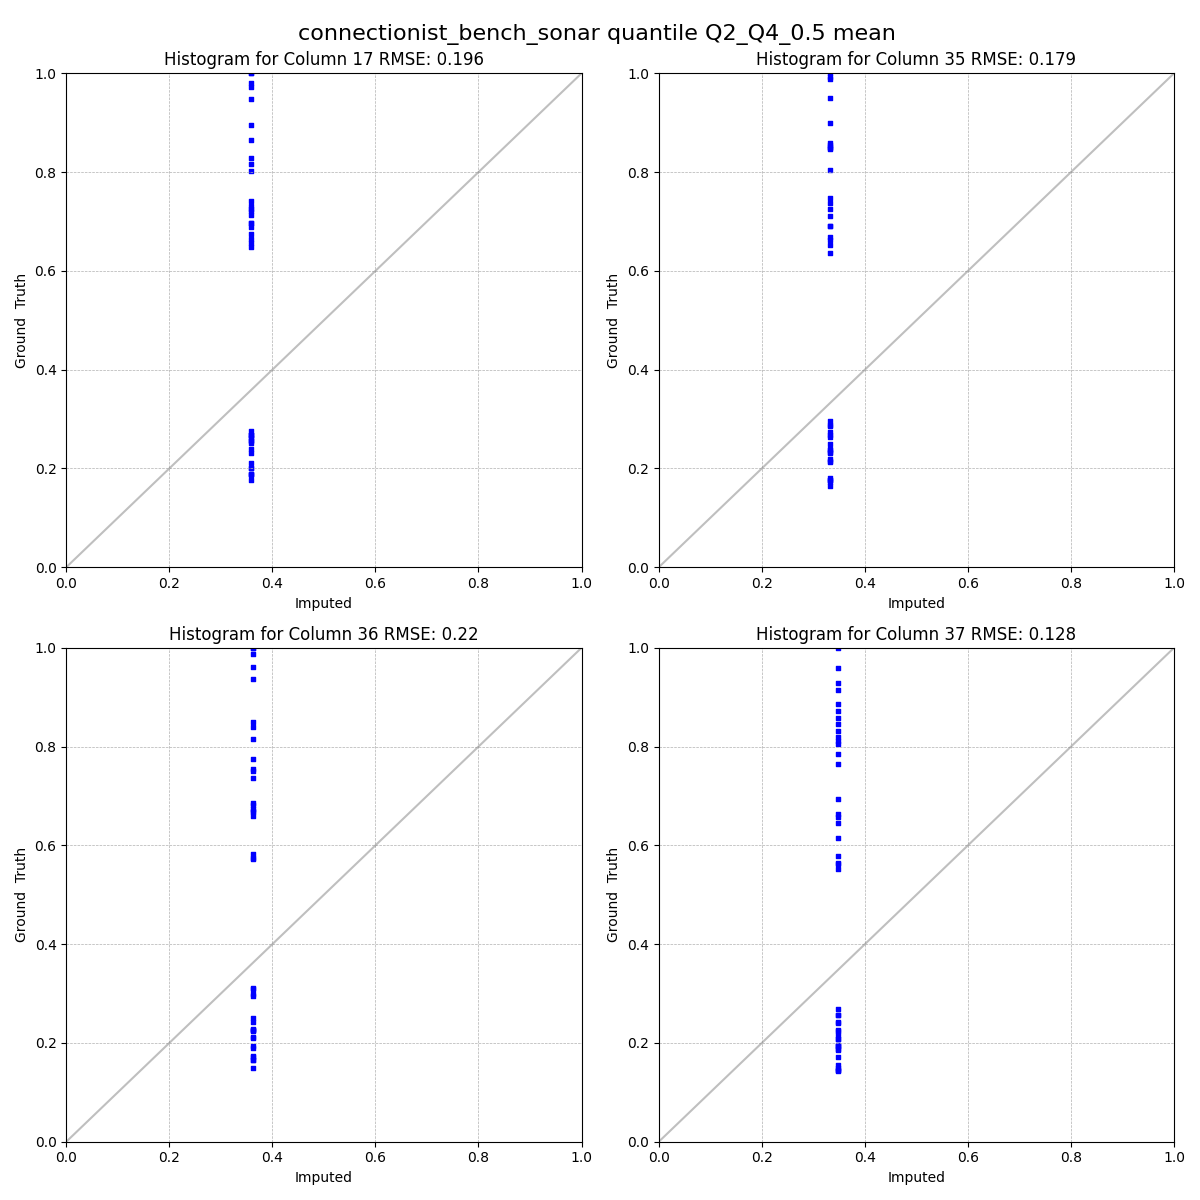 connectionist_bench_sonar quantile Q2_Q4_0.5 mean
Histogram for Column 17 RMSE: 0.196
1.0
0.8
0.6
0.4
0.2
0.0
Ground Truth
0.0 0.2 0.4 0.6 0.8 1.0
Imputed
Histogram for Column 35 RMSE: 0.179
1.0
0.8
0.6
0.4
0.2
0.0
Ground Truth
0.0 0.2 0.4 0.6 0.8 1.0
Imputed
Histogram for Column 36 RMSE: 0.22
1.0
0.8
0.6
0.4
0.2
0.0
Ground Truth
0.0 0.2 0.4 0.6 0.8 1.0
Imputed
Histogram for Column 37 RMSE: 0.128
1.0
0.8
0.6
0.4
0.2
0.0
Ground Truth
0.0 0.2 0.4 0.6 0.8 1.0
Imputed